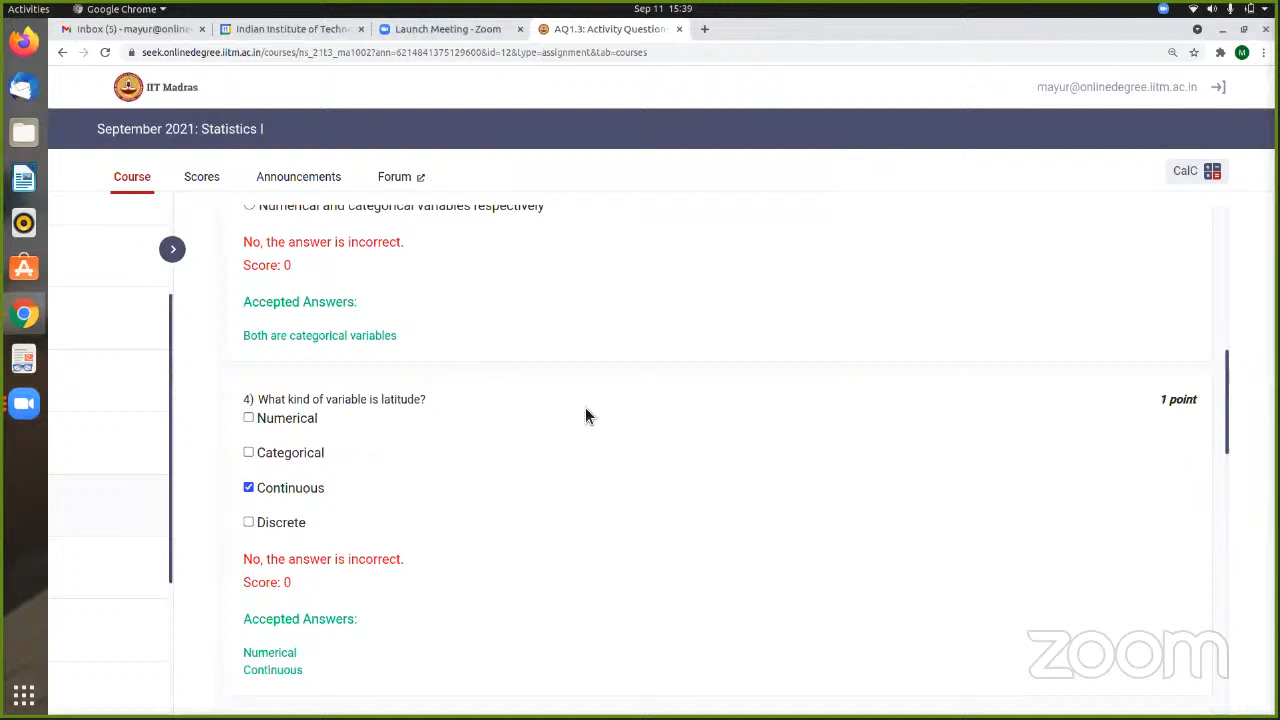 Activities
Google Chrome
Sep 11 15:39
Inbox (5) - mayur@online
Indian Institute of Techn
Launch Meeting - Zoom
AQ1.3: Activity Question
seek.onlinedegree.iitm.ac.in/courses/ns_21t3_ma1002?ann=6214841375129600&id=12&type=assignment&tab=courses
M
IIT Madras
mayur@onlinedegree.iitm.ac.in
September 2021: Statistics I
Course
Scores
Announcements
Forum
CalC
Numerical and categorical variables respectively
No, the answer is incorrect.
Score: 0
Accepted Answers:
Both are categorical variables
4) What kind of variable is latitude?
1 point
Numerical
Categorical
Continuous
Discrete
No, the answer is incorrect.
Score: 0
Accepted Answers:
Numerical
Continuous
zoom